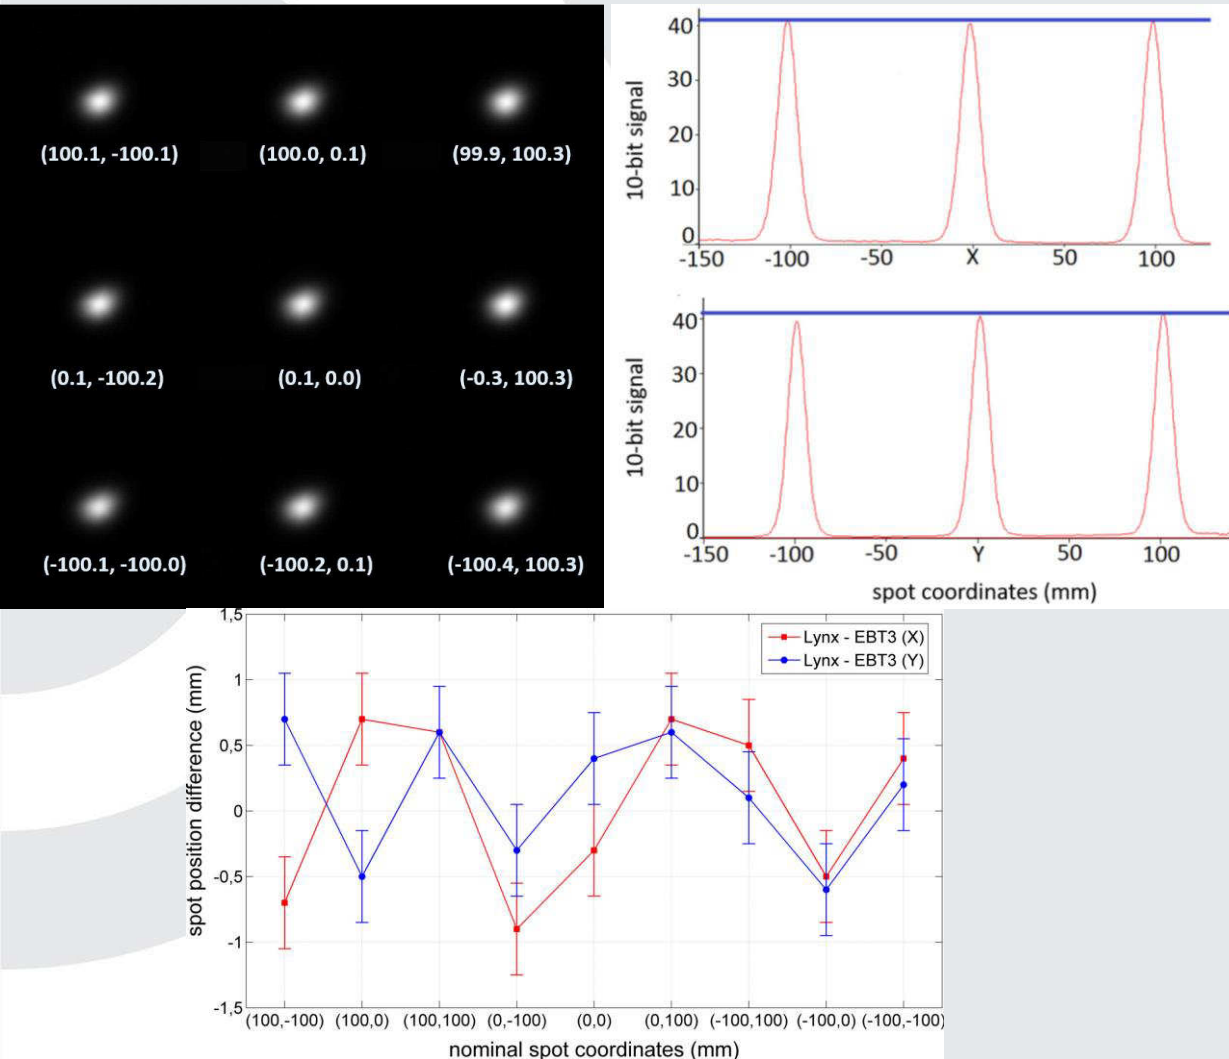 (100.1, -100.1) (100.0, 0.1) (99.9, 100.3)
(0.1, -100.2) (0.1, 0.0) (-0.3, 100.3)
(-100.1, -100.0) (-100.2, 0.1) (-100.4, 100.3)
10-bit signal
40
30
20
10
0
-150 -100 -50 X 50 100
10-bit signal
40
30
20
10
0
-150 -100 -50 Y 50 100
spot coordinates (mm)
spot position difference (mm)
1,5
1
0,5
0
-0,5
-1
-1,5
Lynx - EBT3 (X)
Lynx - EBT3 (Y)
(100,-100) (100,0) (100,100) (0,-100) (0,0) (0,100) (-100,100) (-100,0) (-100,-100)
nominal spot coordinates (mm)